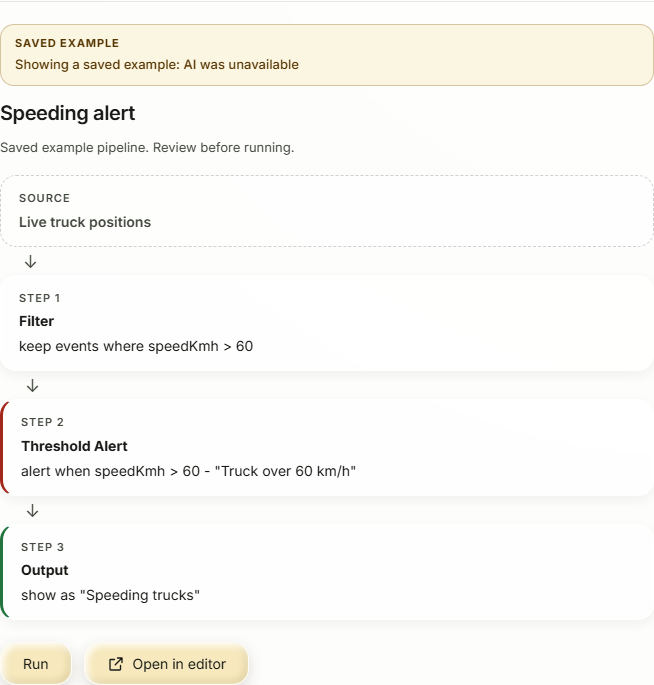 SAVED EXAMPLE
Showing a saved example: AI was unavailable
Speeding alert
Saved example pipeline. Review before running.
SOURCE
Live truck positions
↓
STEP 1
Filter
keep events where speedKmh > 60
↓
STEP 2
Threshold Alert
alert when speedKmh > 60 - "Truck over 60 km/h"
↓
STEP 3
Output
show as "Speeding trucks"
Run
Open in editor